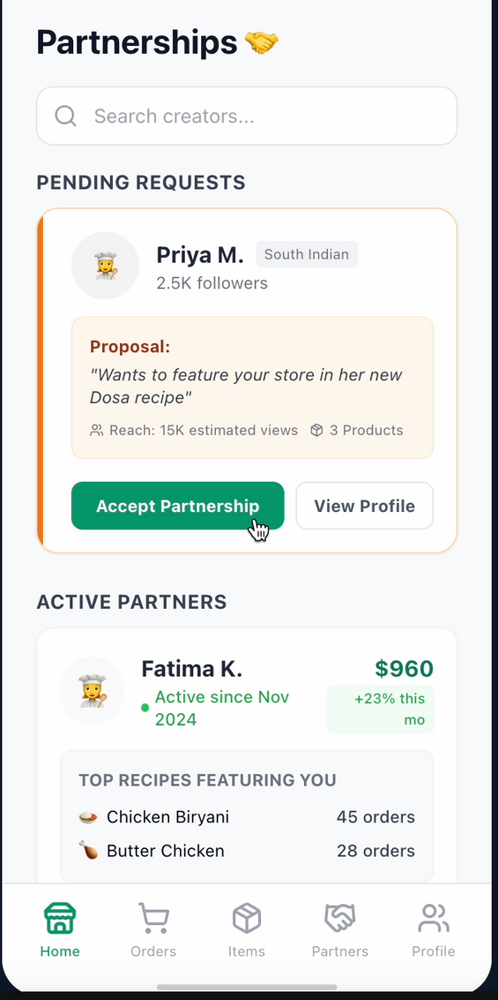 Partnerships 🤝
Search creators...
PENDING REQUESTS
Priya M. South Indian
2.5K followers
Proposal:
"Wants to feature your store in her new
Dosa recipe"
Reach: 15K estimated views 3 Products
Accept Partnership View Profile
ACTIVE PARTNERS
Fatima K. $960
Active since Nov
2024
+23% this
mo
TOP RECIPES FEATURING YOU
Chicken Biryani 45 orders
Butter Chicken 28 orders
Home Orders Items Partners Profile